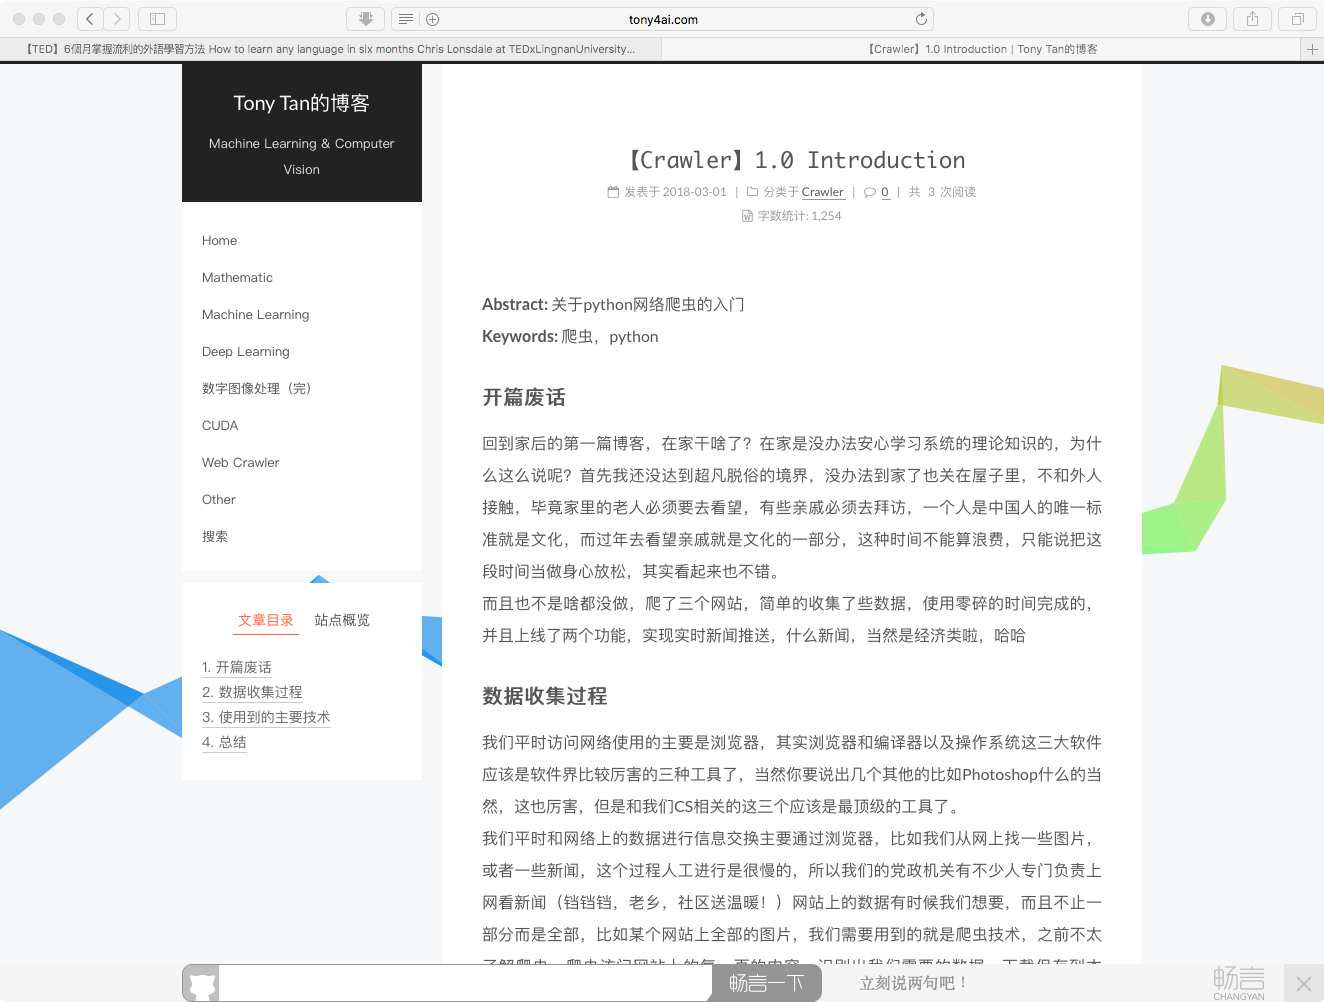 tony4ai.com
【TED】6個月掌握流利的外語學習方法 How to learn any language in six months Chris Lonsdale at TEDxLingnanUniversity...
【Crawler】1.0 Introduction | Tony Tan的博客
Tony Tan的博客
Machine Learning & Computer
Vision
Home
Mathematic
Machine Learning
Deep Learning
数字图像处理（完）
CUDA
Web Crawler
Other
搜索
文章目录 站点概览
1. 开篇废话
2. 数据收集过程
3. 使用到的主要技术
4. 总结
【Crawler】1.0 Introduction
发表于 2018-03-01 | 分类于 Crawler | 0 | 共 3 次阅读
字数统计: 1,254
Abstract: 关于python网络爬虫的入门
Keywords: 爬虫，python
开篇废话
回到家后的第一篇博客，在家干啥了？在家是没办法安心学习系统的理论知识的，为什
么这么说呢？首先我还没达到超凡脱俗的境界，没办法到家了也关在屋子里，不和外人
接触，毕竟家里的老人必须要去看望，有些亲戚必须去拜访，一个人是中国人的唯一标
准就是文化，而过年去看望亲戚就是文化的一部分，这种时间不能算浪费，只能说把这
段时间当做身心放松，其实看起来也不错。
而且也不是啥都没做，爬了三个网站，简单的收集了些数据，使用零碎的时间完成的，
并且上线了两个功能，实现实时新闻推送，什么新闻，当然是经济类啦，哈哈
数据收集过程
我们平时访问网络使用的主要是浏览器，其实浏览器和编译器以及操作系统这三大软件
应该是软件界比较厉害的三种工具了，当然你要说出几个其他的比如Photoshop什么的当
然，这也厉害，但是和我们CS相关的这三个应该是最顶级的工具了。
我们平时和网络上的数据进行信息交换主要通过浏览器，比如我们从网上找一些图片，
或者一些新闻，这个过程人工进行是很慢的，所以我们的党政机关有不少人专门负责上
网看新闻（铛铛铛，老乡，社区送温暖！）网站上的数据有时候我们想要，而且不止一
部分而是全部，比如某个网站上全部的图片，我们需要用到的就是爬虫技术，之前不太
畅言一下
立刻说两句吧！
畅言
CHANGYAN